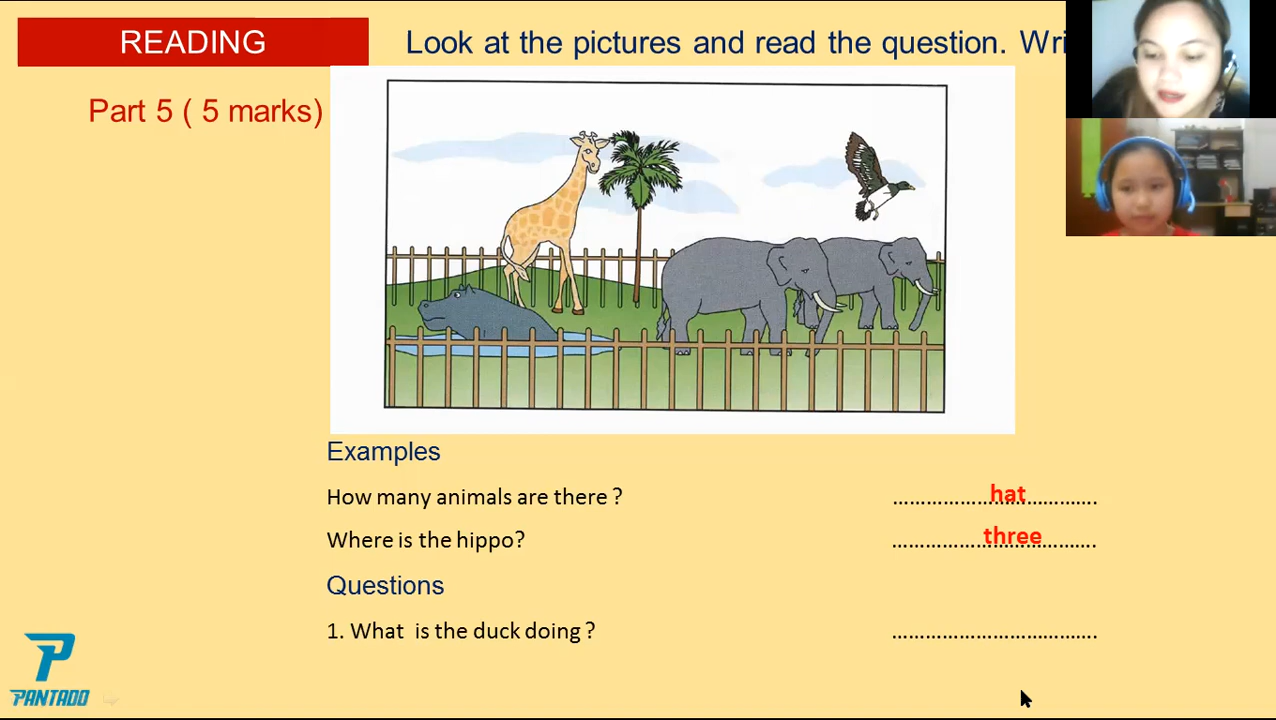 READING
Look at the pictures and read the question. Wri
Part 5 ( 5 marks)
Examples
How many animals are there ? …………………hat…………………….
Where is the hippo? …………………three…………………….
Questions
1. What is the duck doing ? ……………………………….
PANTADO